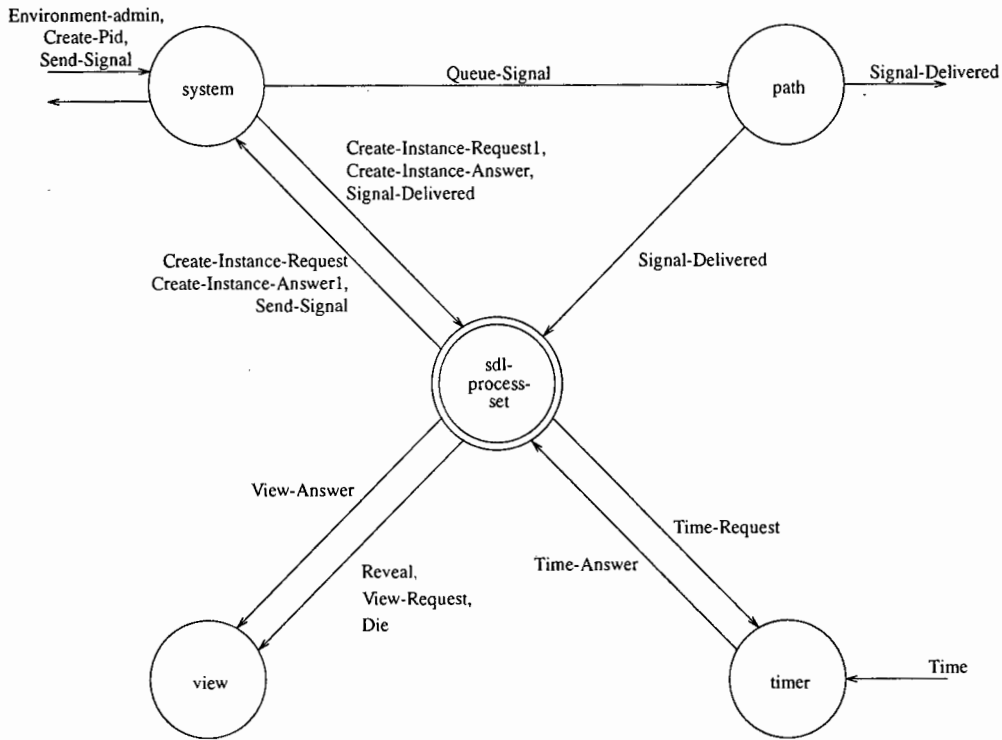 Environment-admin,
Create-Pid,
Send-Signal
system
Queue-Signal
path
Signal-Delivered
Create-Instance-Request1,
Create-Instance-Answer,
Signal-Delivered
Create-Instance-Request
Create-Instance-Answer1,
Send-Signal
Signal-Delivered
sdl-
process-
set
View-Answer
Time-Request
Time-Answer
Reveal,
View-Request,
Die
view
timer
Time